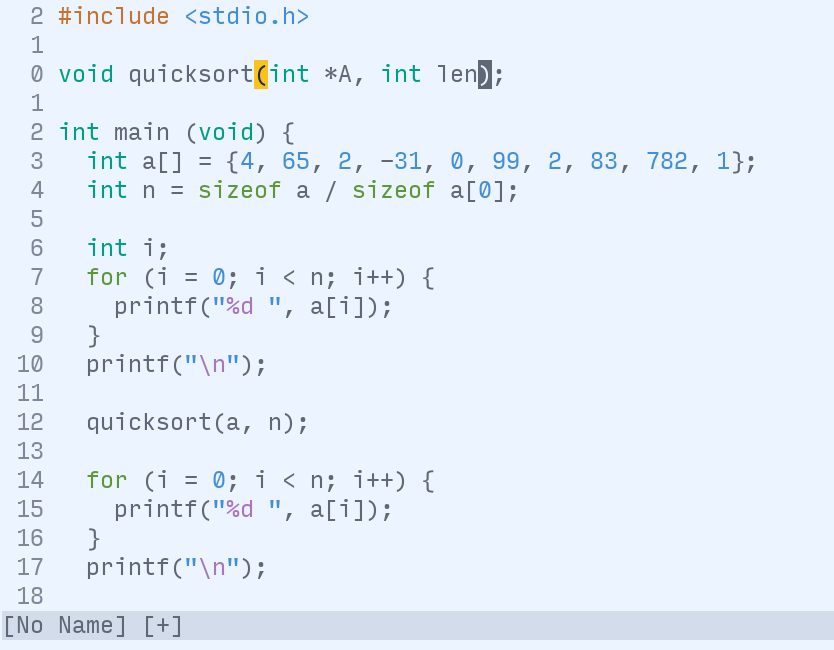 2 #include <stdio.h>
1
0 void quicksort(int *A, int len);
1
2 int main (void) {
3   int a[] = {4, 65, 2, -31, 0, 99, 2, 83, 782, 1};
4   int n = sizeof a / sizeof a[0];
5
6   int i;
7   for (i = 0; i < n; i++) {
8     printf("%d ", a[i]);
9   }
10   printf("\n");
11
12   quicksort(a, n);
13
14   for (i = 0; i < n; i++) {
15     printf("%d ", a[i]);
16   }
17   printf("\n");
18
[No Name] [+]